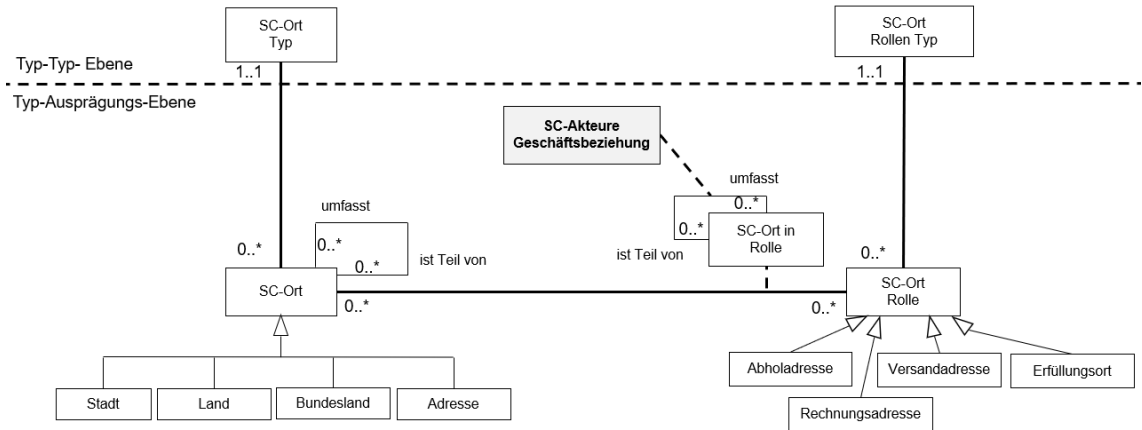 SC-Ort
Typ
SC-Ort
Rollen Typ
Typ-Typ- Ebene
1..1
1..1
Typ-Ausprägungs-Ebene
SC-Akteure
Geschäftsbeziehung
umfasst
umfasst
0..*
0..*
0..*
0..*
0..*
0..*
SC-Ort in
Rolle
ist Teil von
ist Teil von
0..*
SC-Ort
SC-Ort
Rolle
0..*
0..*
Abholadresse
Versandadresse
Erfüllungsort
Stadt
Land
Bundesland
Adresse
Rechnungsadresse